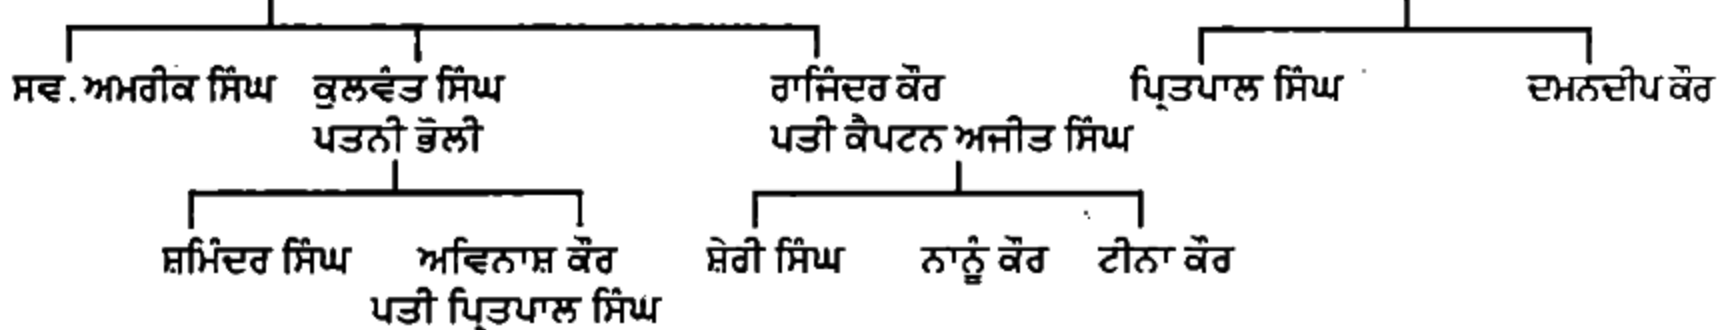 ਸਵ. ਅਮਰੀਕ ਸਿੰਘ ਕੁਲਵੰਤ ਸਿੰਘ ਰਾਜਿੰਦਰ ਕੌਰ ਪ੍ਰਿਤਪਾਲ ਸਿੰਘ ਦਮਨਦੀਪ ਕੌਰ
ਪਤਨੀ ਭੋਲੀ ਪਤੀ ਕੈਪਟਨ ਅਜੀਤ ਸਿੰਘ
ਸ਼ਮਿੰਦਰ ਸਿੰਘ ਅਵਿਨਾਸ਼ ਕੌਰ ਸ਼ੇਰੀ ਸਿੰਘ ਨਾਨੂੰ ਕੌਰ ਟੀਨਾ ਕੌਰ
ਪਤੀ ਪ੍ਰਿਤਪਾਲ ਸਿੰਘ